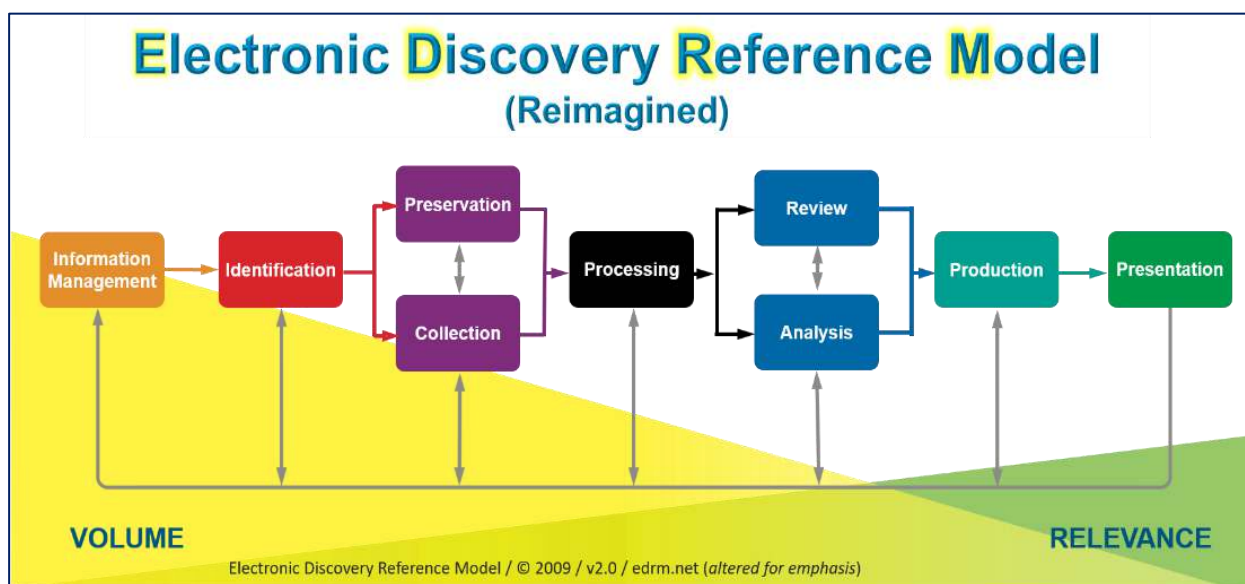 Electronic Discovery Reference Model
(Reimagined)
Information
Management
Identification
Preservation
Collection
Processing
Review
Analysis
Production
Presentation
VOLUME
RELEVANCE
Electronic Discovery Reference Model / © 2009 / v2.0 / edrm.net (altered for emphasis)